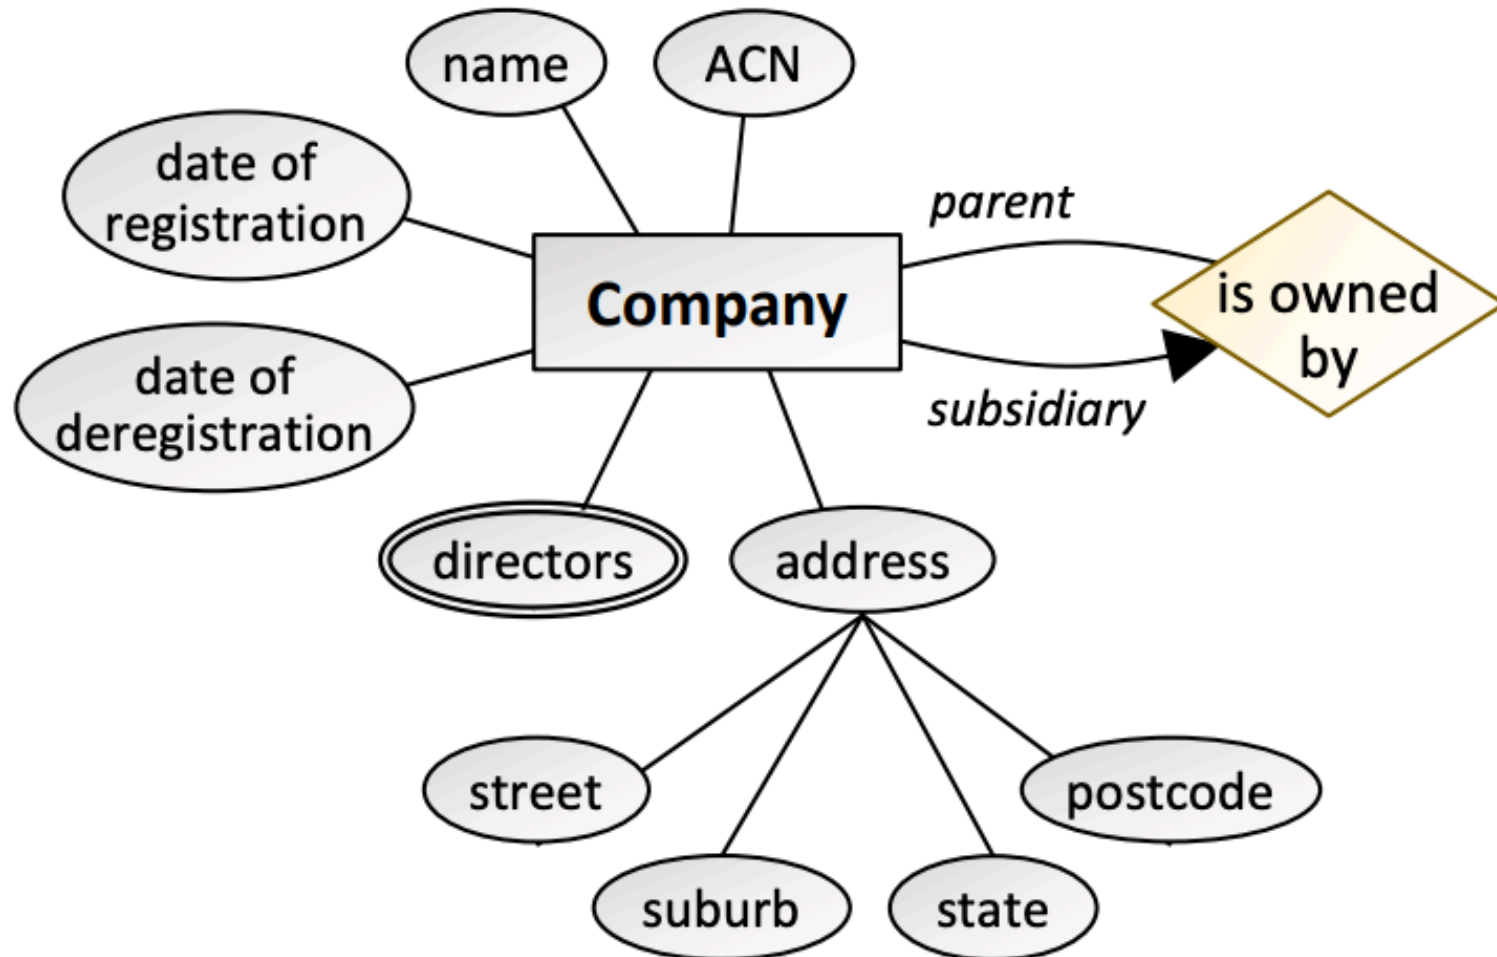 name
ACN
date of
registration
parent
Company
is owned
by
date of
deregistration
subsidiary
directors
address
street
postcode
suburb
state